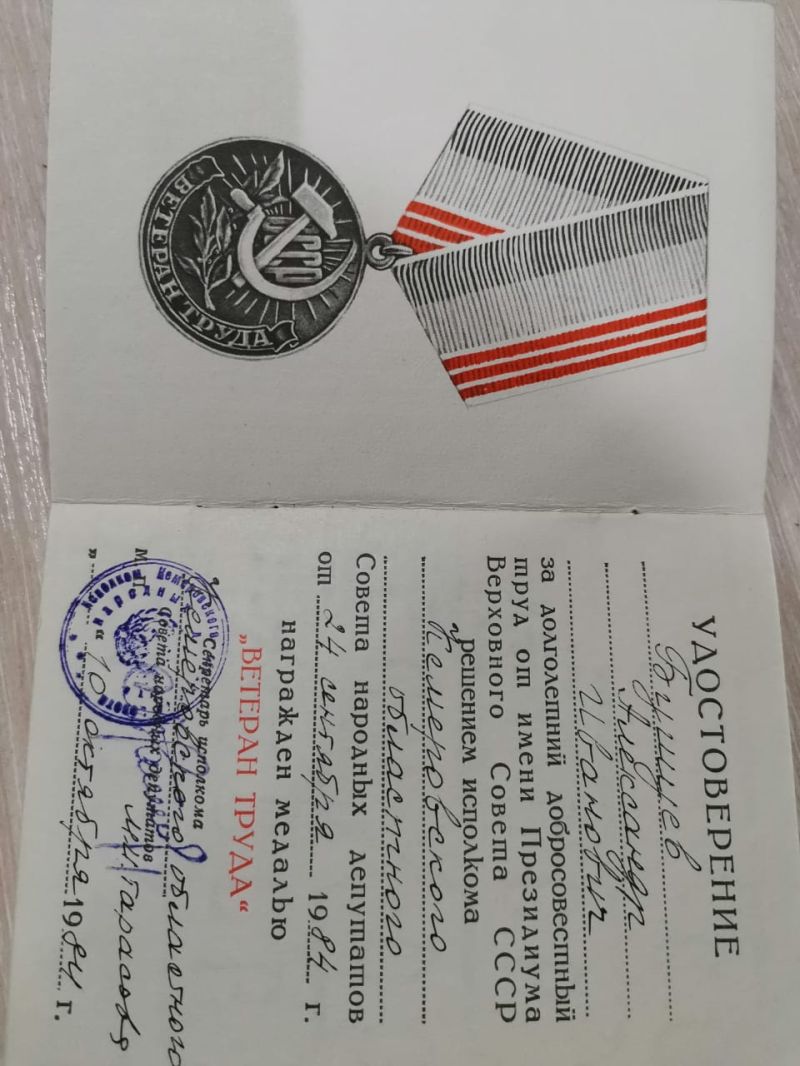 ВЕТЕРАН ТРУДА
СССР
УДОСТОВЕРЕНИЕ
Александр
Иванович
за долголетний добросовестный
труд от имени Президиума
Верховного Совета СССР
решением исполкома
Кемеровского
областного
Совета народных депутатов
от 24 сентября 1984 г.
награжден медалью
„ВЕТЕРАН ТРУДА“
Секретарь исполкома
Кемеровского областного
Совета народных депутатов
М. П.
М.И. Тарасова
„10“ октября 1984 г.